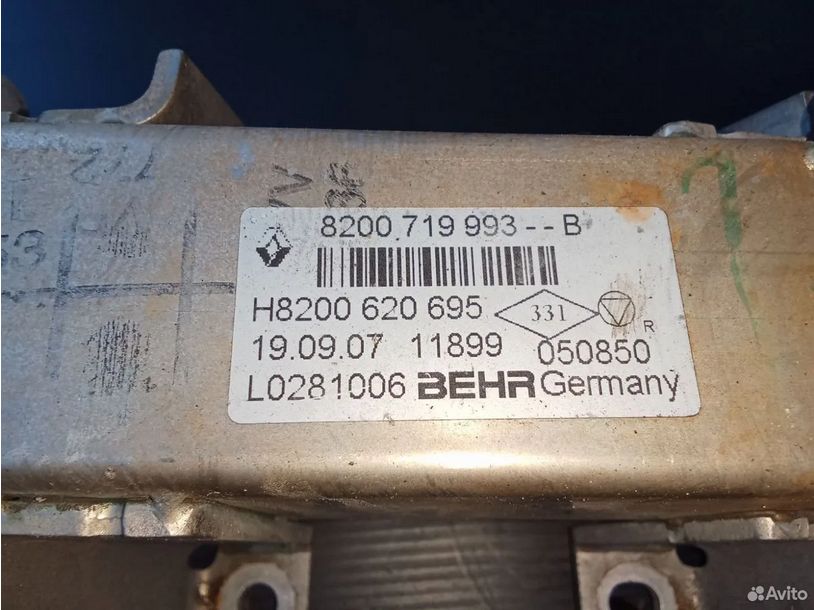 8200 719 993 - - B
H8200 620 695 331 R
19.09.07 11899 050850
L0281006 BEHR Germany
Avito